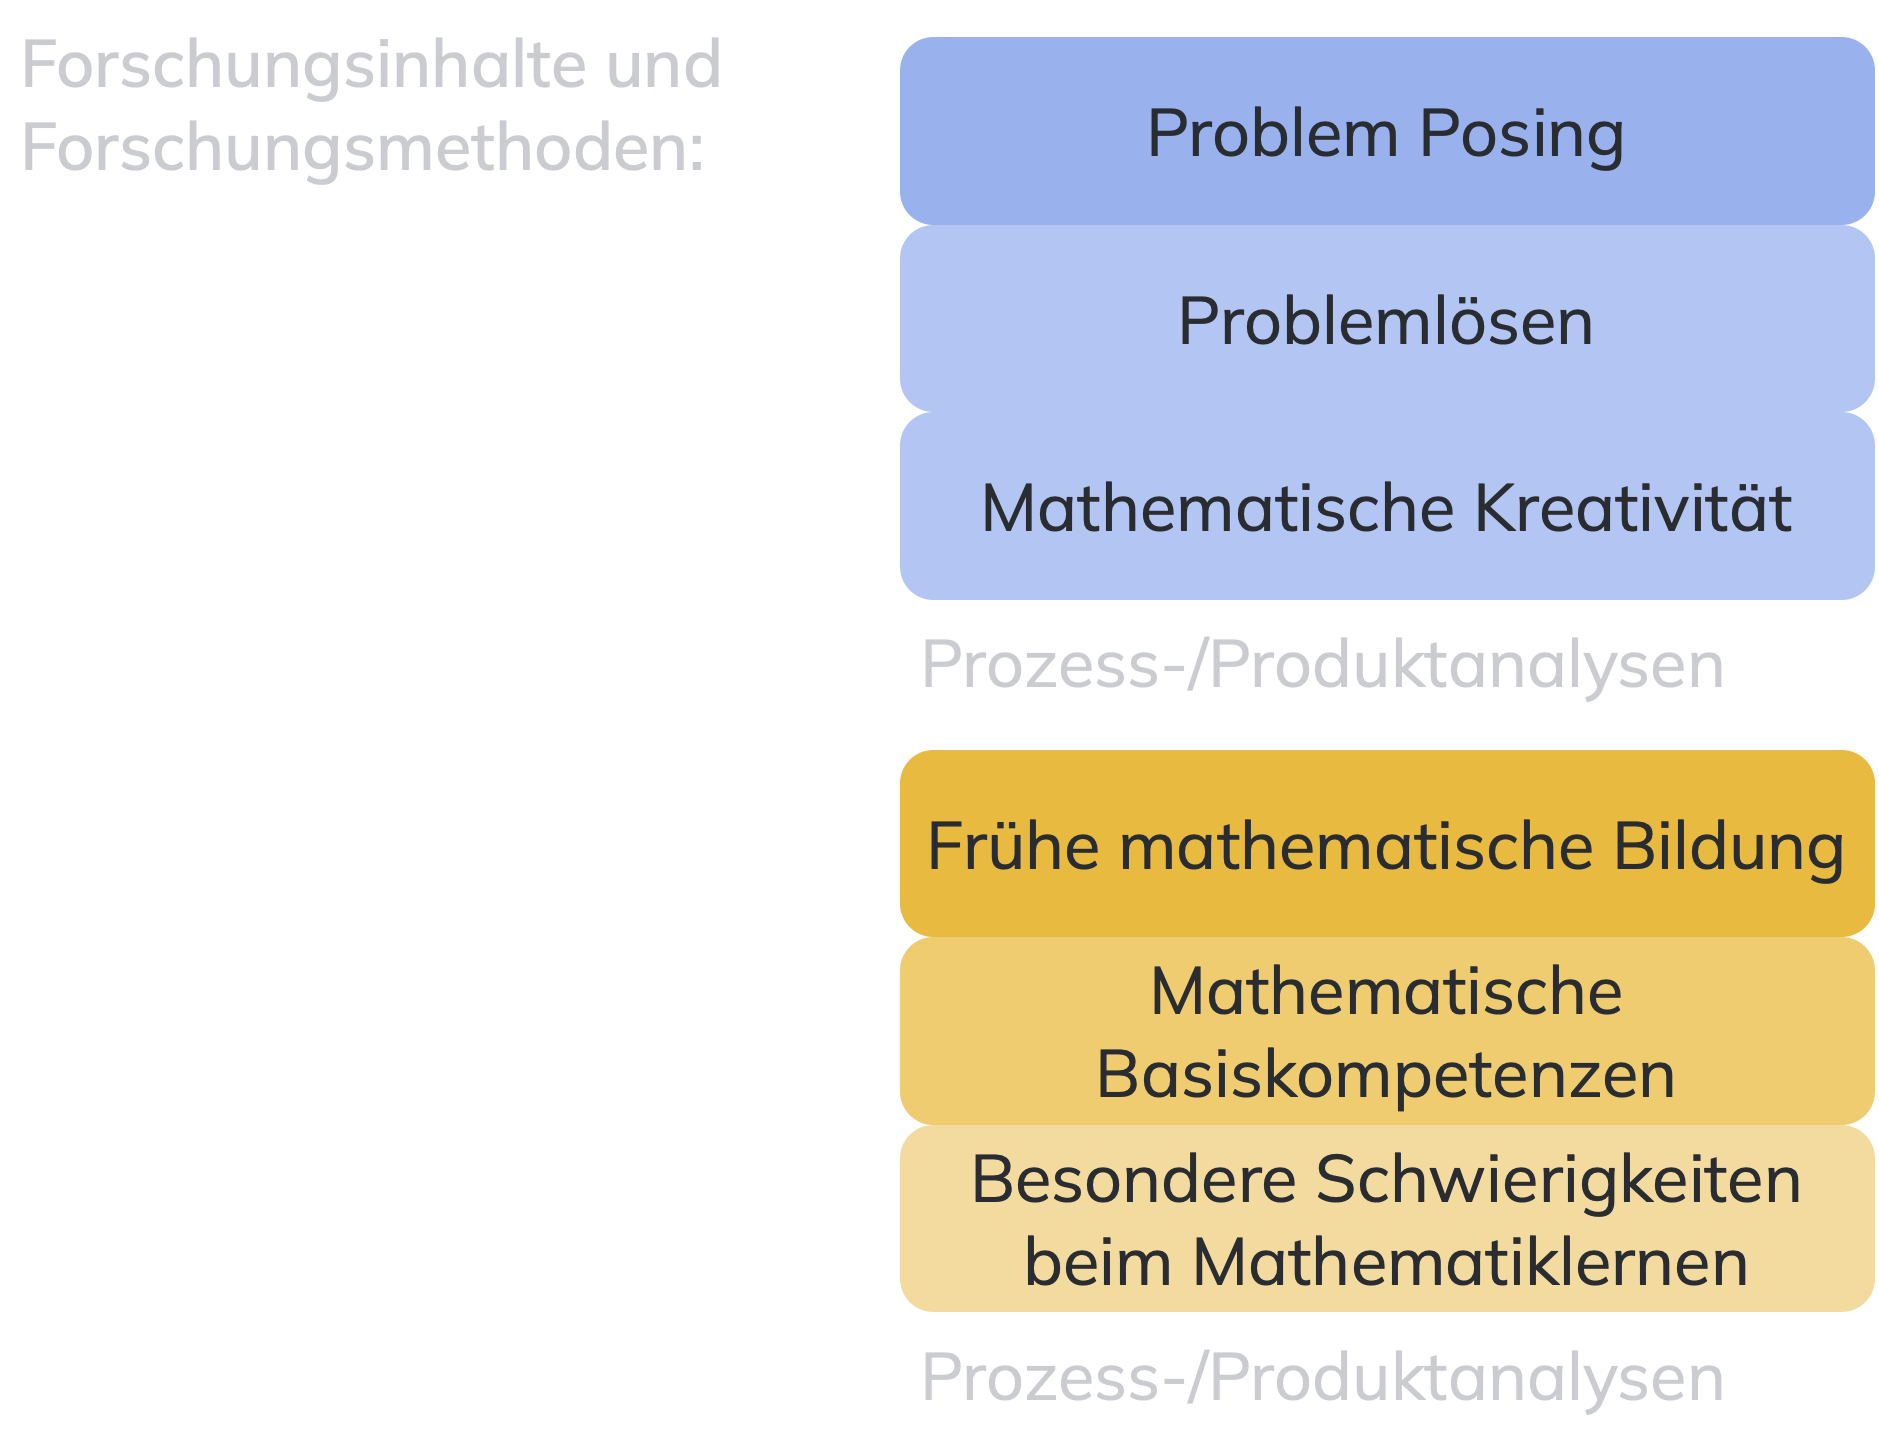 Forschungsinhalte und
Forschungsmethoden:
Problem Posing
Problemlösen
Mathematische Kreativität
Prozess-/Produktanalysen
Frühe mathematische Bildung
Mathematische
Basiskompetenzen
Besondere Schwierigkeiten
beim Mathematiklernen
Prozess-/Produktanalysen